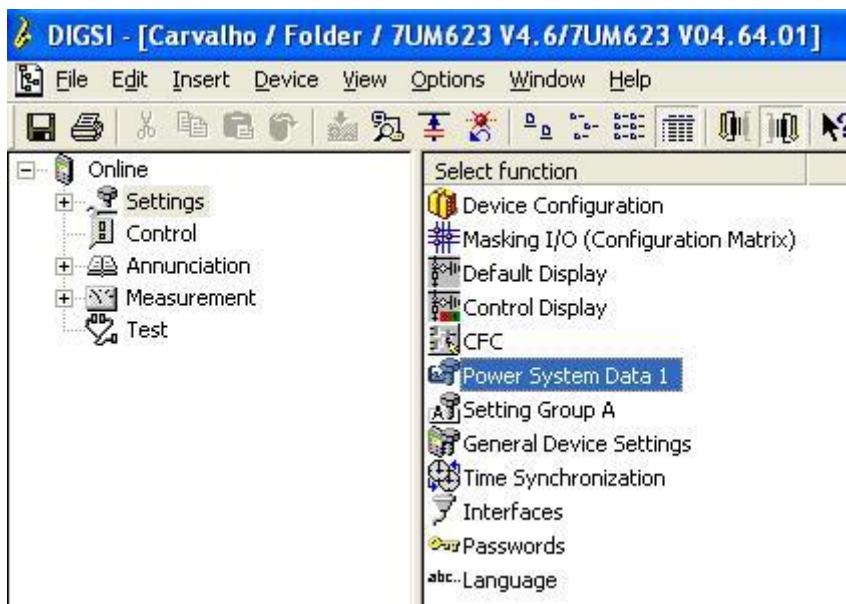 DIGSI - [Carvalho / Folder / 7UM623 V4.6/7UM623 V04.64.01]
File Edit Insert Device View Options Window Help
Online
Settings
Control
Annunciation
Measurement
Test
Select function
Device Configuration
Masking I/O (Configuration Matrix)
Default Display
Control Display
CFC
Power System Data 1
Setting Group A
General Device Settings
Time Synchronization
Interfaces
Passwords
abc.. Language